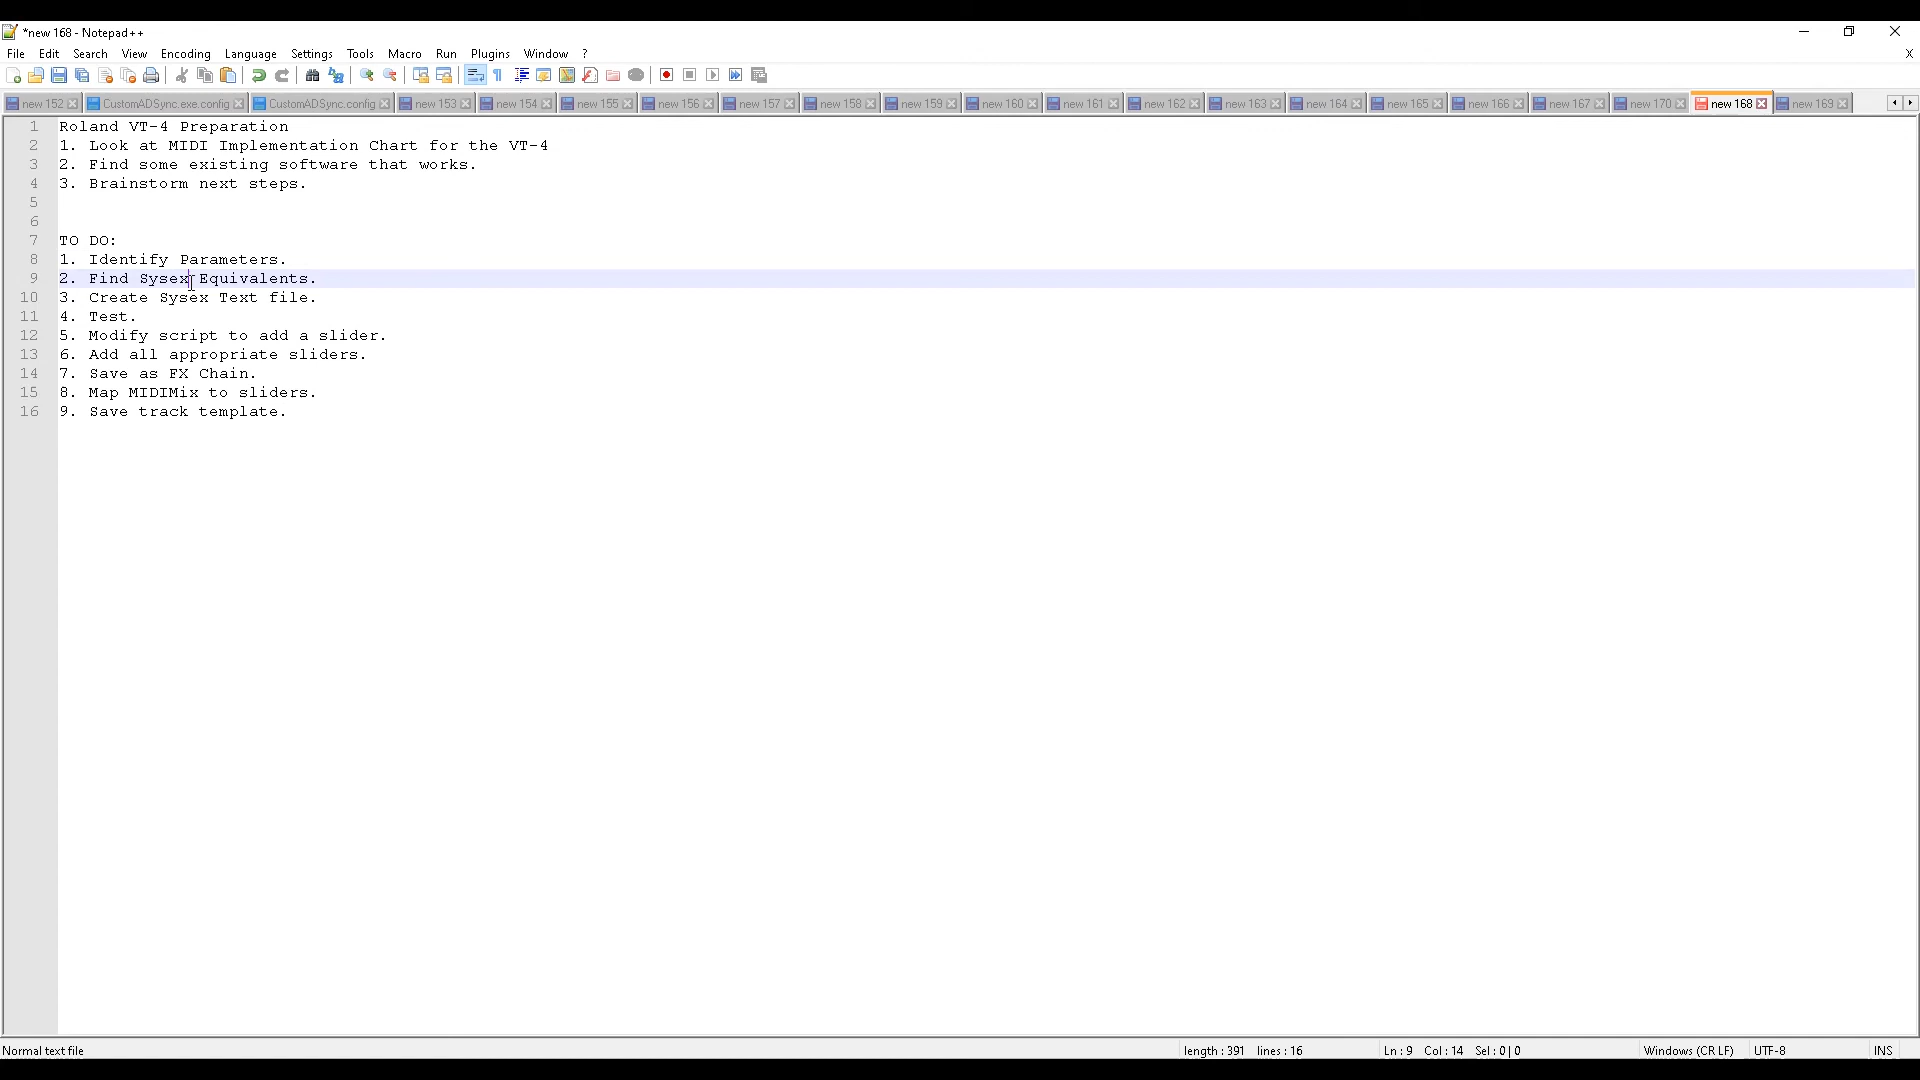 *new 168 - Notepad++
File Edit Search View Encoding Language Settings Tools Macro Run Plugins Window ? X
new 152 CustomADSync.exe.config CustomADSync.config new 153 new 154 new 155 new 156 new 157 new 158 new 159 new 160 new 161 new 162 new 163 new 164 new 165 new 166 new 167 new 170 new 168 new 169
1 Roland VT-4 Preparation
2 1. Look at MIDI Implementation Chart for the VT-4
3 2. Find some existing software that works.
4 3. Brainstorm next steps.
5
6
7 TO DO:
8 1. Identify Parameters.
9 2. Find Sysex Equivalents.
10 3. Create Sysex Text file.
11 4. Test.
12 5. Modify script to add a slider.
13 6. Add all appropriate sliders.
14 7. Save as FX Chain.
15 8. Map MIDIMix to sliders.
16 9. Save track template.
Normal text file length : 391 lines : 16 Ln : 9 Col : 14 Sel : 0 | 0 Windows (CR LF) UTF-8 INS